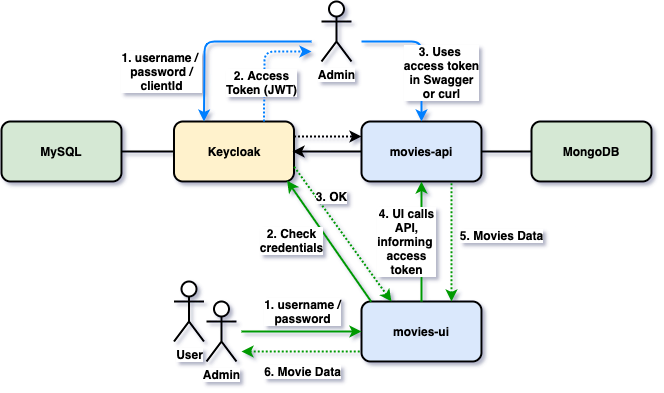 Admin
1. username /
password /
clientId
2. Access
Token (JWT)
3. Uses
access token
in Swagger
or curl
MySQL
Keycloak
movies-api
MongoDB
3. OK
2. Check
credentials
4. UI calls
API,
informing
access
token
5. Movies Data
1. username /
password
User
Admin
movies-ui
6. Movie Data